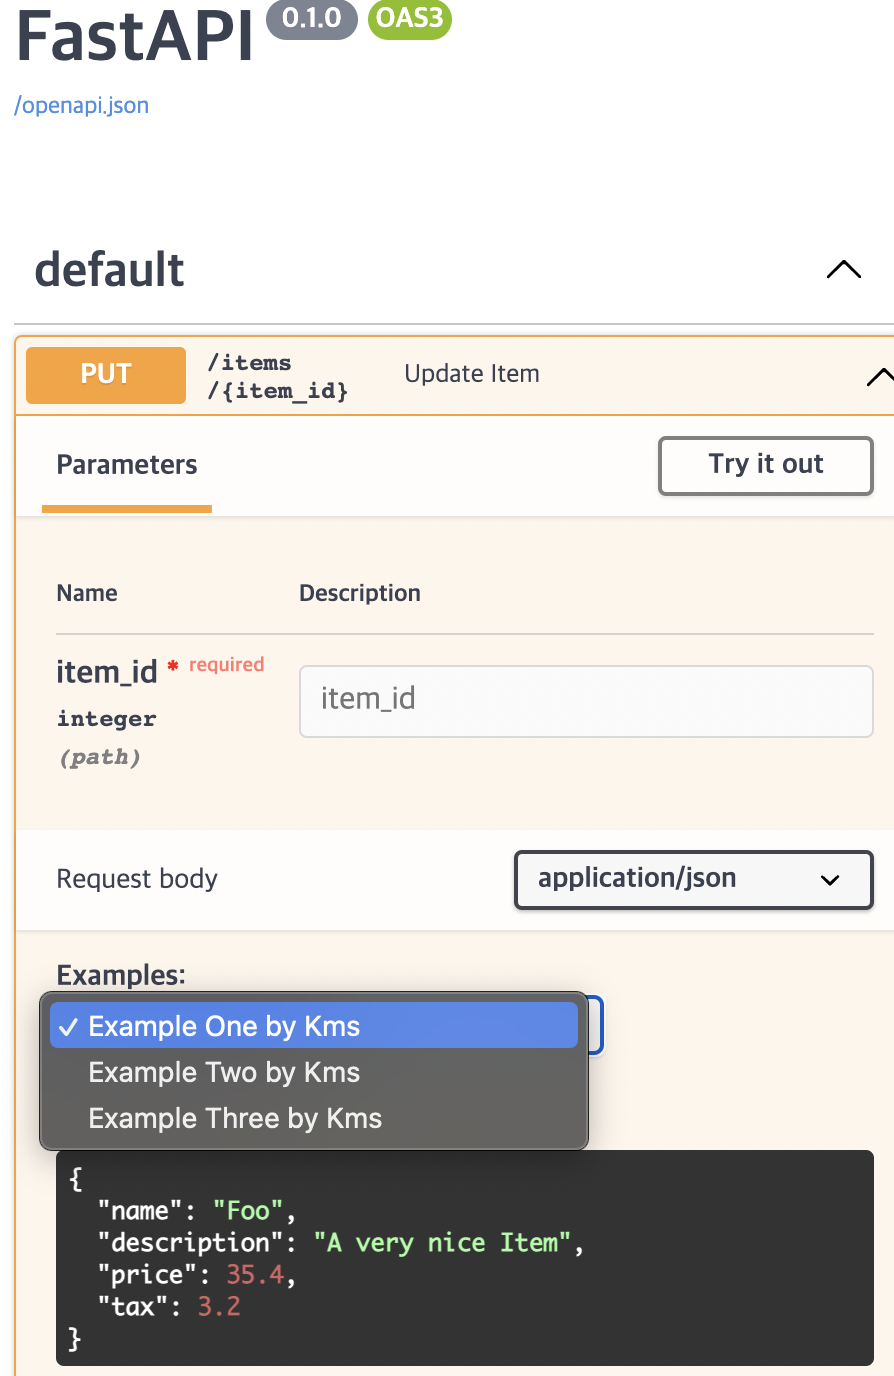 FastAPI 0.1.0 OAS3
/openapi.json
default
PUT
/items
/{item_id}
Update Item
Parameters
Try it out
Name
Description
item_id * required
integer
(path)
item_id
Request body
application/json
Examples:
✓ Example One by Kms
Example Two by Kms
Example Three by Kms
{
  "name": "Foo",
  "description": "A very nice Item",
  "price": 35.4,
  "tax": 3.2
}